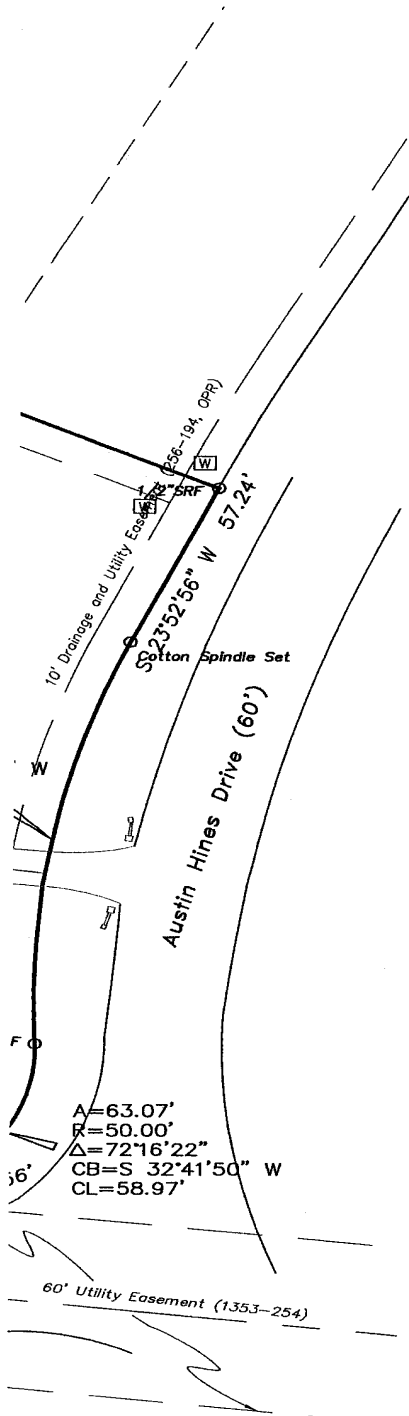 10' Drainage and Utility Easement (256-194, OPR)
W
1/2"SRF
W
S 23°52'56" W 57.24'
Cotton Spindle Set
W
Austin Hines Drive (60')
F
A=63.07'
R=50.00'
Δ=72°16'22"
CB=S 32°41'50" W
CL=58.97'
56'
60' Utility Easement (1353-254)